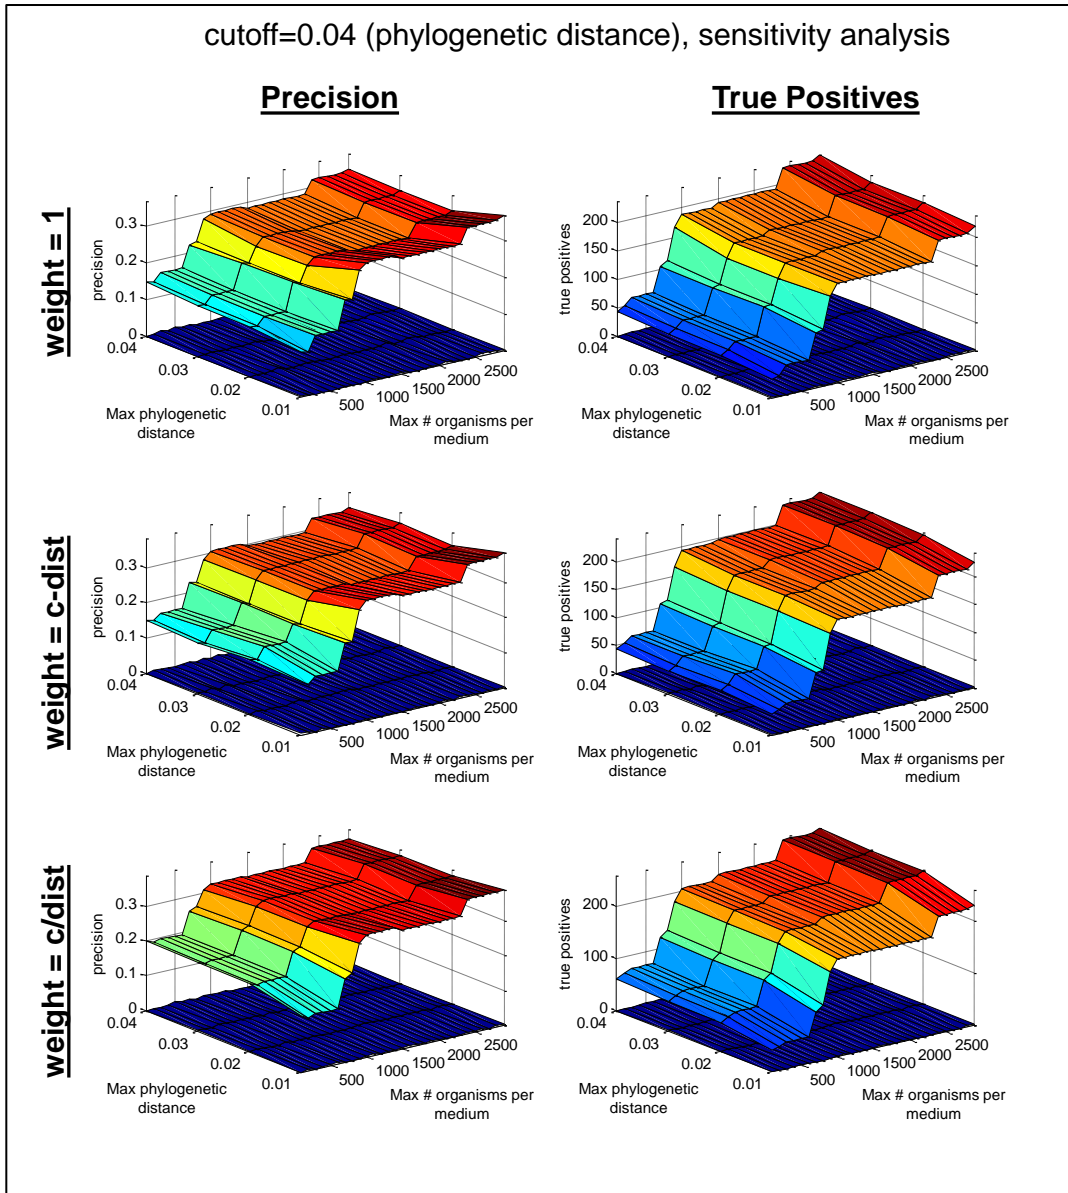 cutoff=0.04 (phylogenetic distance), sensitivity analysis
Precision
True Positives
weight = 1
precision
0.3
0.2
0.1
0
0.04
0.03
0.02
0.01
Max phylogenetic
distance
500
1000
1500
2000
2500
Max # organisms per
medium
true positives
200
150
100
50
0
0.04
0.03
0.02
0.01
Max phylogenetic
distance
500
1000
1500
2000
2500
Max # organisms per
medium
weight = c-dist
precision
0.3
0.2
0.1
0
0.04
0.03
0.02
0.01
Max phylogenetic
distance
500
1000
1500
2000
2500
Max # organisms per
medium
true positives
200
150
100
50
0
0.04
0.03
0.02
0.01
Max phylogenetic
distance
500
1000
1500
2000
2500
Max # organisms per
medium
weight = c/dist
precision
0.3
0.2
0.1
0
0.04
0.03
0.02
0.01
Max phylogenetic
distance
500
1000
1500
2000
2500
Max # organisms per
medium
true positives
200
100
0
0.04
0.03
0.02
0.01
Max phylogenetic
distance
500
1000
1500
2000
2500
Max # organisms per
medium